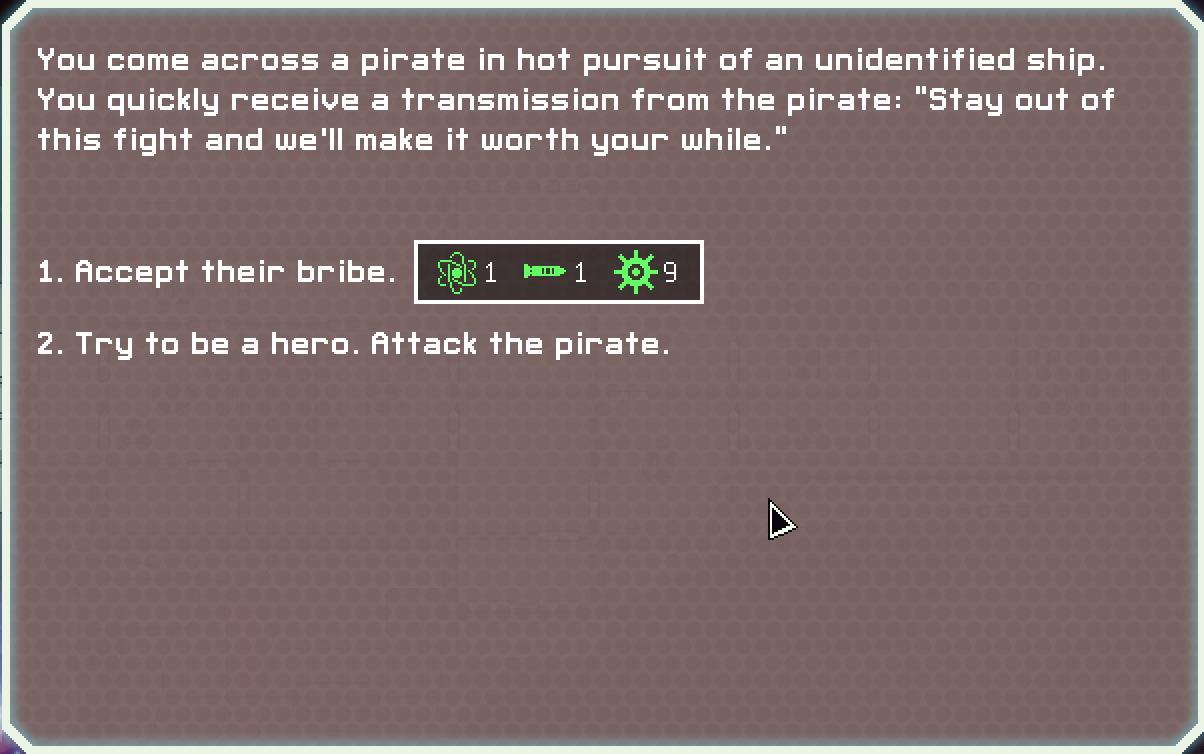 You come across a pirate in hot pursuit of an unidentified ship.
You quickly receive a transmission from the pirate: "Stay out of
this fight and we'll make it worth your while."
1. Accept their bribe. 1 1 9
2. Try to be a hero. Attack the pirate.